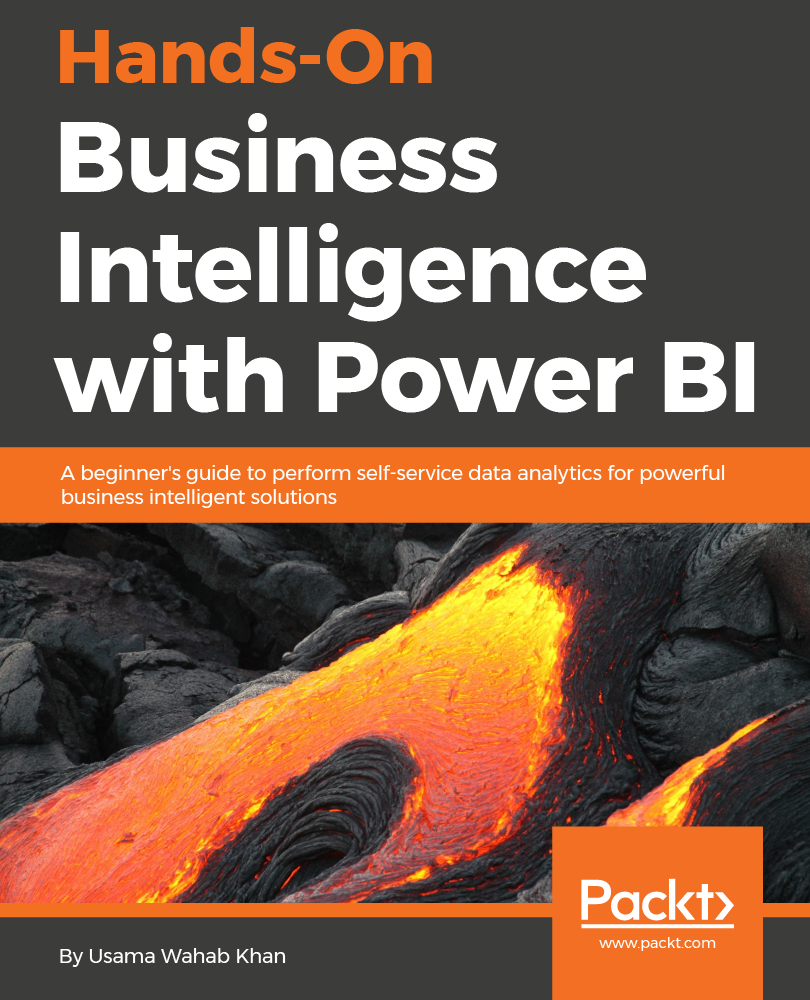 Hands-On
Business
Intelligence
with Power BI
A beginner's guide to perform self-service data analytics for powerful
business intelligent solutions
Packt>
www.packt.com
By Usama Wahab Khan